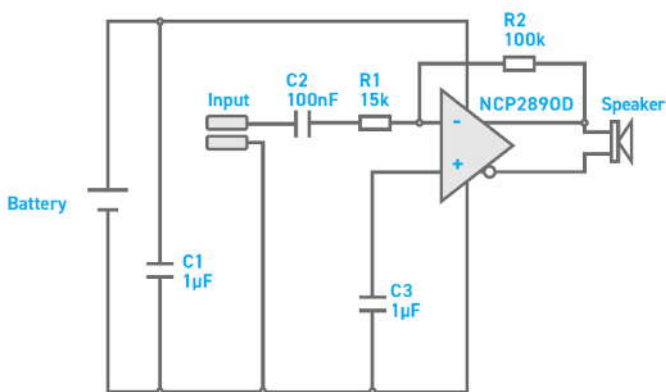 R2
100k
C2
100nF
R1
15k
Input
NCP2890D
Speaker
-
+
Battery
C1
1µF
C3
1µF